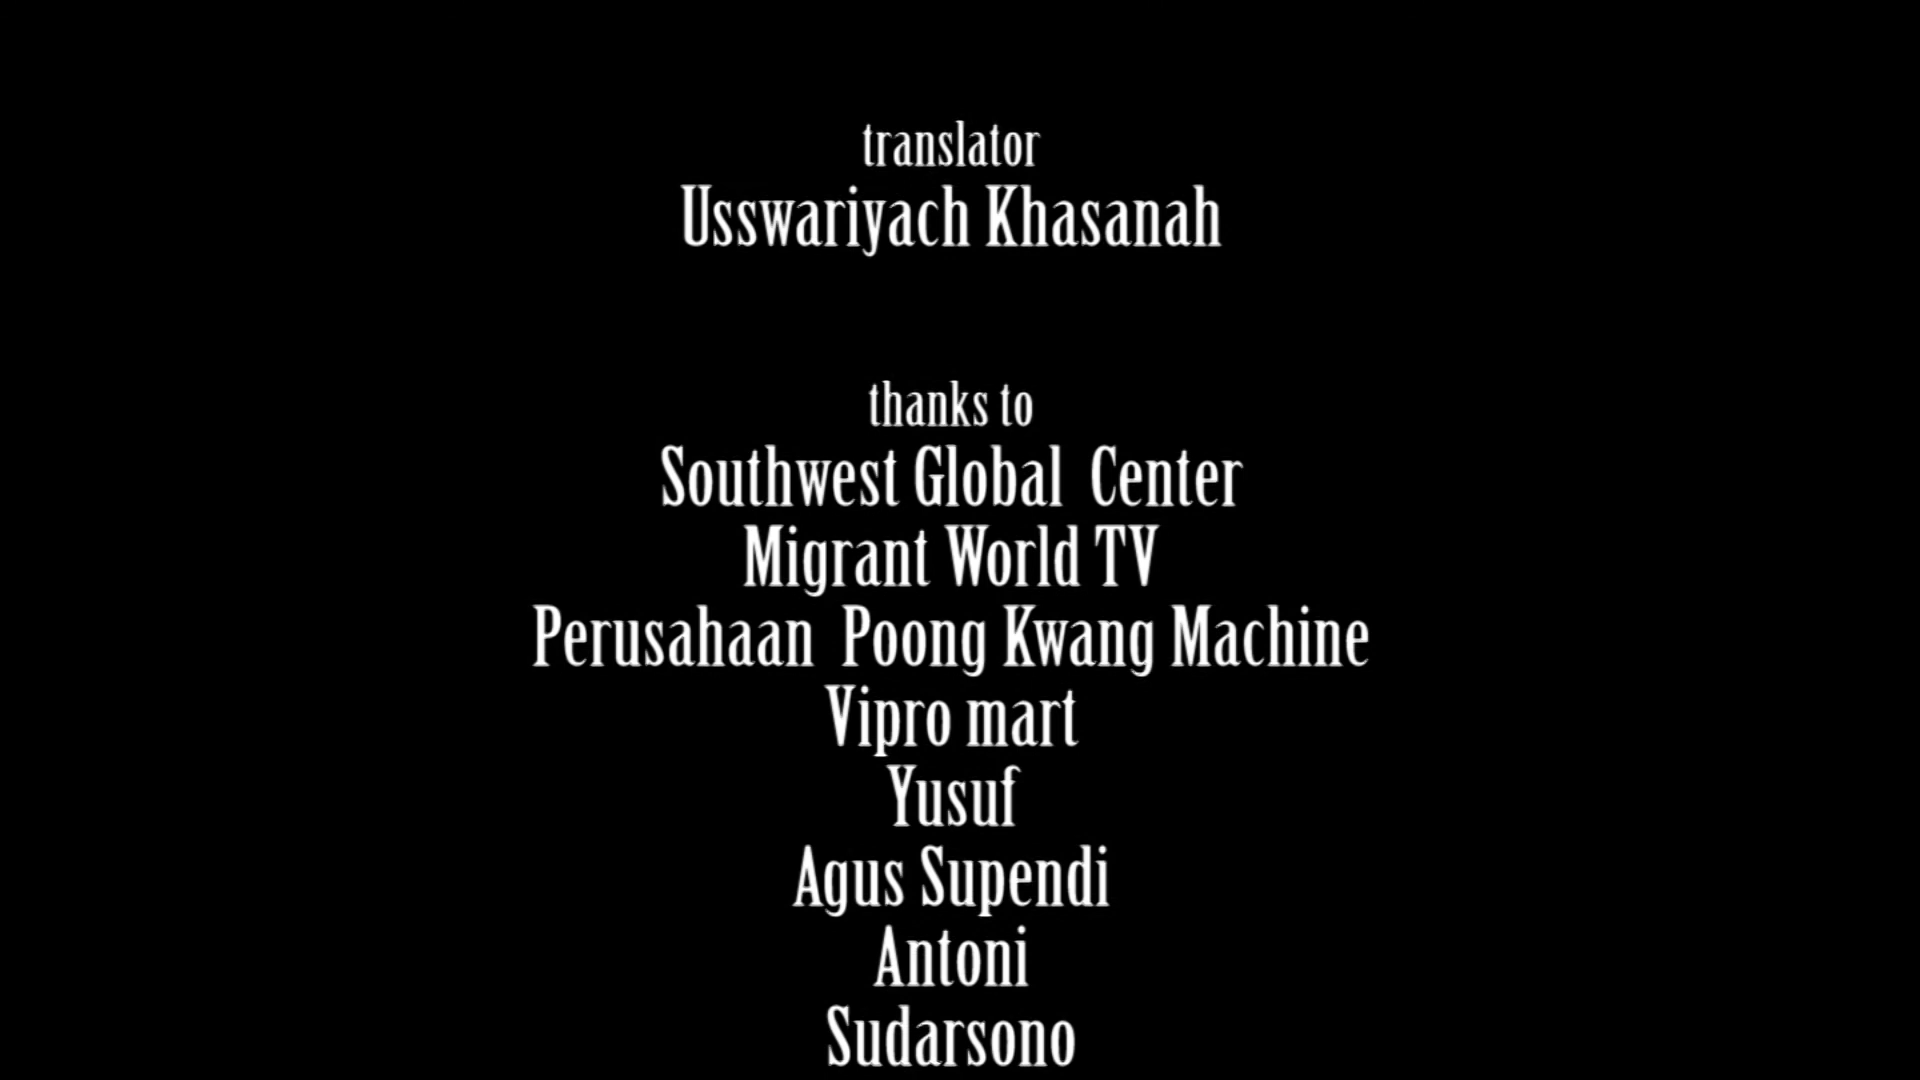 translator
Usswariyach Khasanah
thanks to
Southwest Global Center
Migrant World TV
Perusahaan Poong Kwang Machine
Vipro mart
Yusuf
Agus Supendi
Antoni
Sudarsono